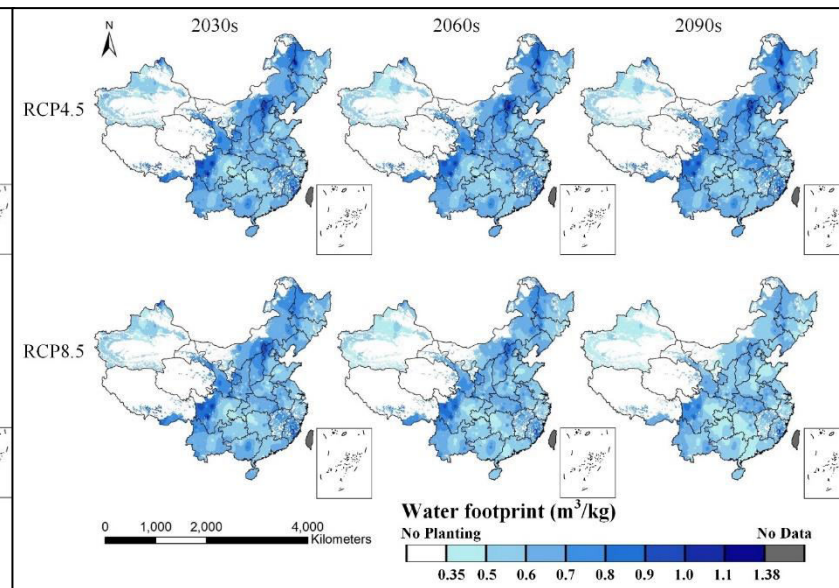 N
2030s 2060s 2090s
RCP4.5
RCP8.5
Water footprint (m³/kg)
No Planting No Data
0 1,000 2,000 4,000
Kilometers
0.35 0.5 0.6 0.7 0.8 0.9 1.0 1.1 1.38